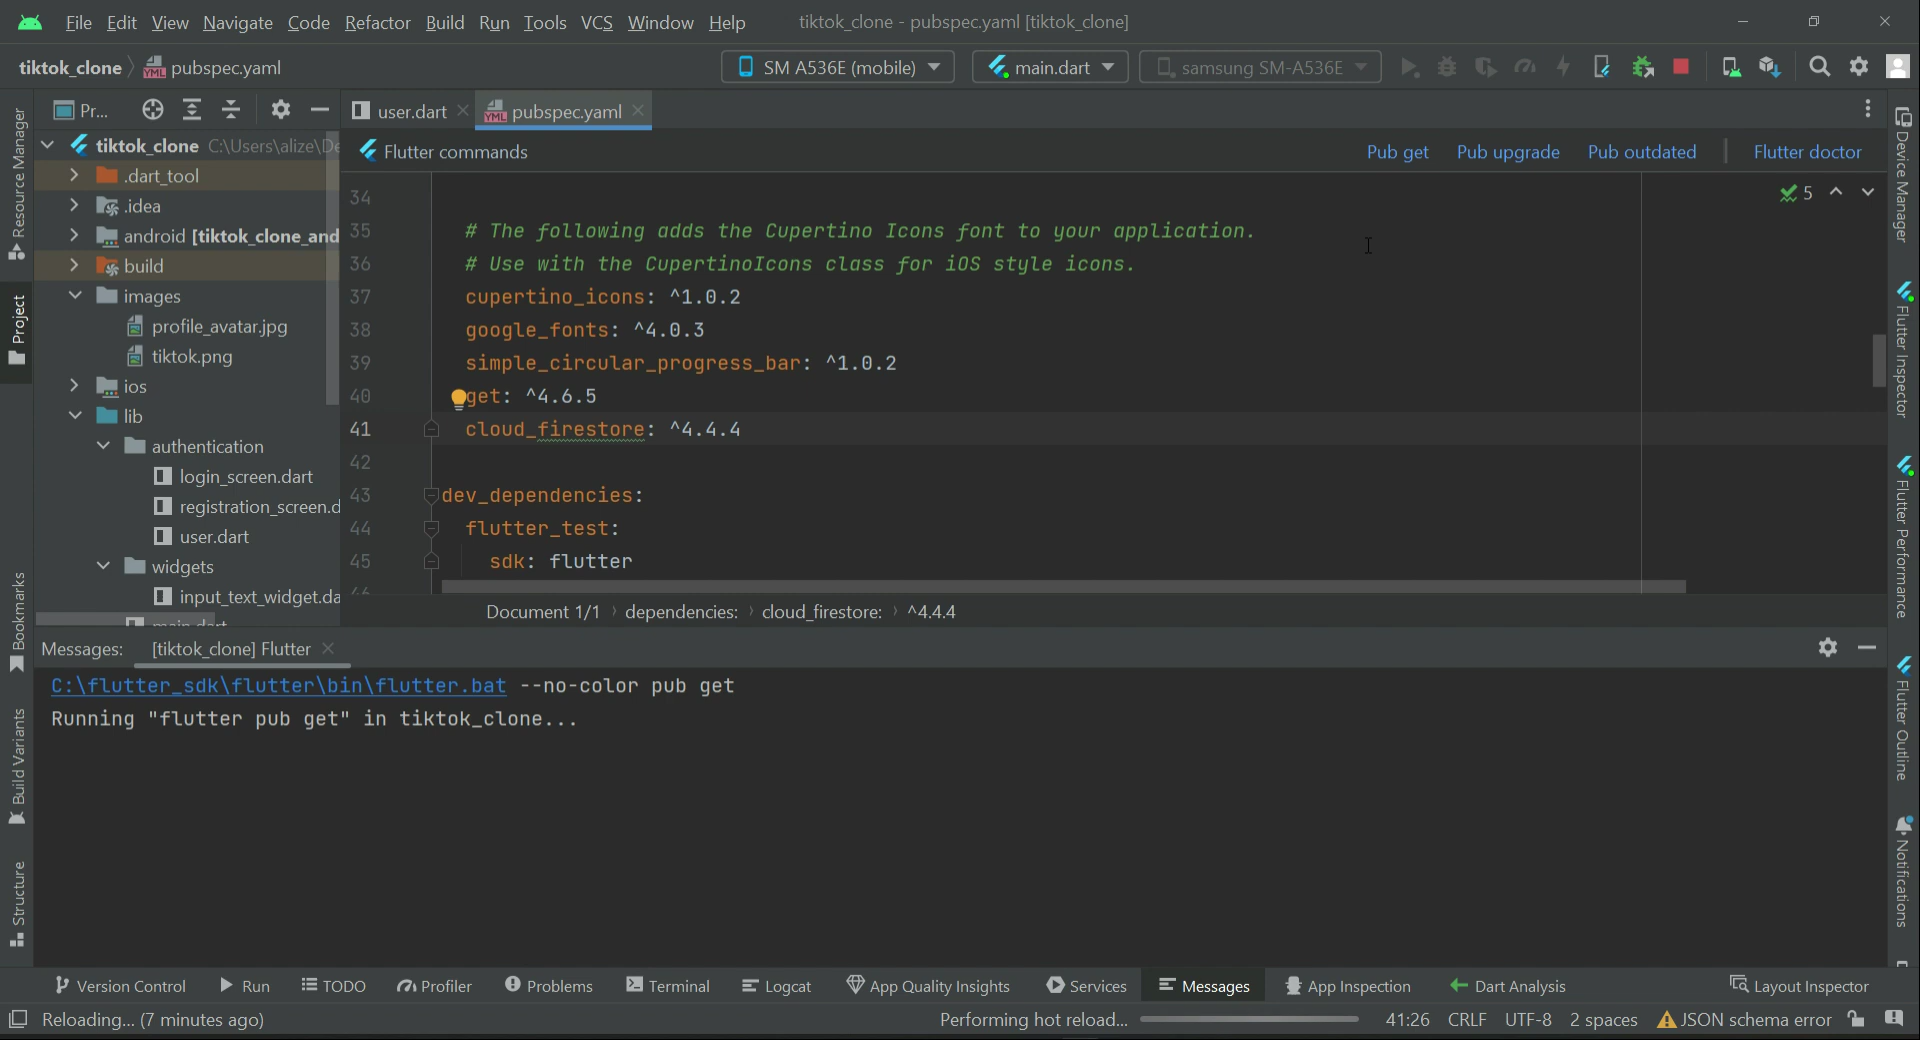 File Edit View Navigate Code Refactor Build Run Tools VCS Window Help tiktok_clone - pubspec.yaml [tiktok_clone]
tiktok_clone pubspec.yaml SM A536E (mobile) main.dart samsung SM-A536E
Pr... user.dart pubspec.yaml
tiktok_clone C:\Users\alize\De
Flutter commands Pub get Pub upgrade Pub outdated Flutter doctor
.dart_tool
.idea
android [tiktok_clone_and
build
images
profile_avatar.jpg
tiktok.png
ios
lib
authentication
login_screen.dart
registration_screen.d
user.dart
widgets
input_text_widget.da
main.dart
34
35 # The following adds the Cupertino Icons font to your application.
36 # Use with the CupertinoIcons class for iOS style icons.
37 cupertino_icons: ^1.0.2
38 google_fonts: ^4.0.3
39 simple_circular_progress_bar: ^1.0.2
40 get: ^4.6.5
41 cloud_firestore: ^4.4.4
42
43 dev_dependencies:
44 flutter_test:
45 sdk: flutter
46
5
Document 1/1 › dependencies: › cloud_firestore: › ^4.4.4
Messages: [tiktok_clone] Flutter
C:\flutter_sdk\flutter\bin\flutter.bat --no-color pub get
Running "flutter pub get" in tiktok_clone...
Resource Manager
Project
Bookmarks
Build Variants
Structure
Device Manager
Flutter Inspector
Flutter Performance
Flutter Outline
Notifications
Version Control Run TODO Profiler Problems Terminal Logcat App Quality Insights Services Messages App Inspection Dart Analysis Layout Inspector
Reloading... (7 minutes ago) Performing hot reload... 41:26 CRLF UTF-8 2 spaces JSON schema error